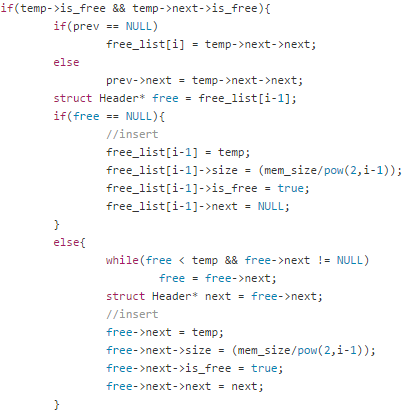 if(temp->is_free && temp->next->is_free){
        if(prev == NULL)
                free_list[i] = temp->next->next;
        else
                prev->next = temp->next->next;
        struct Header* free = free_list[i-1];
        if(free == NULL){
                //insert
                free_list[i-1] = temp;
                free_list[i-1]->size = (mem_size/pow(2,i-1));
                free_list[i-1]->is_free = true;
                free_list[i-1]->next = NULL;
        }
        else{
                while(free < temp && free->next != NULL)
                        free = free->next;
                struct Header* next = free->next;
                //insert
                free->next = temp;
                free->next->size = (mem_size/pow(2,i-1));
                free->next->is_free = true;
                free->next->next = next;
        }